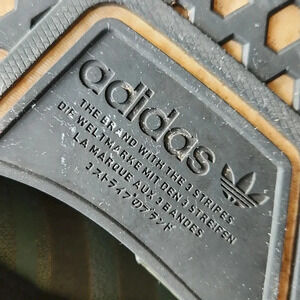 adidas
THE BRAND WITH THE 3 STRIPES
DIE WELTMARKE MIT DEN 3 STREIFEN
LA MARQUE AUX 3 BANDES
3ストライプのブランド